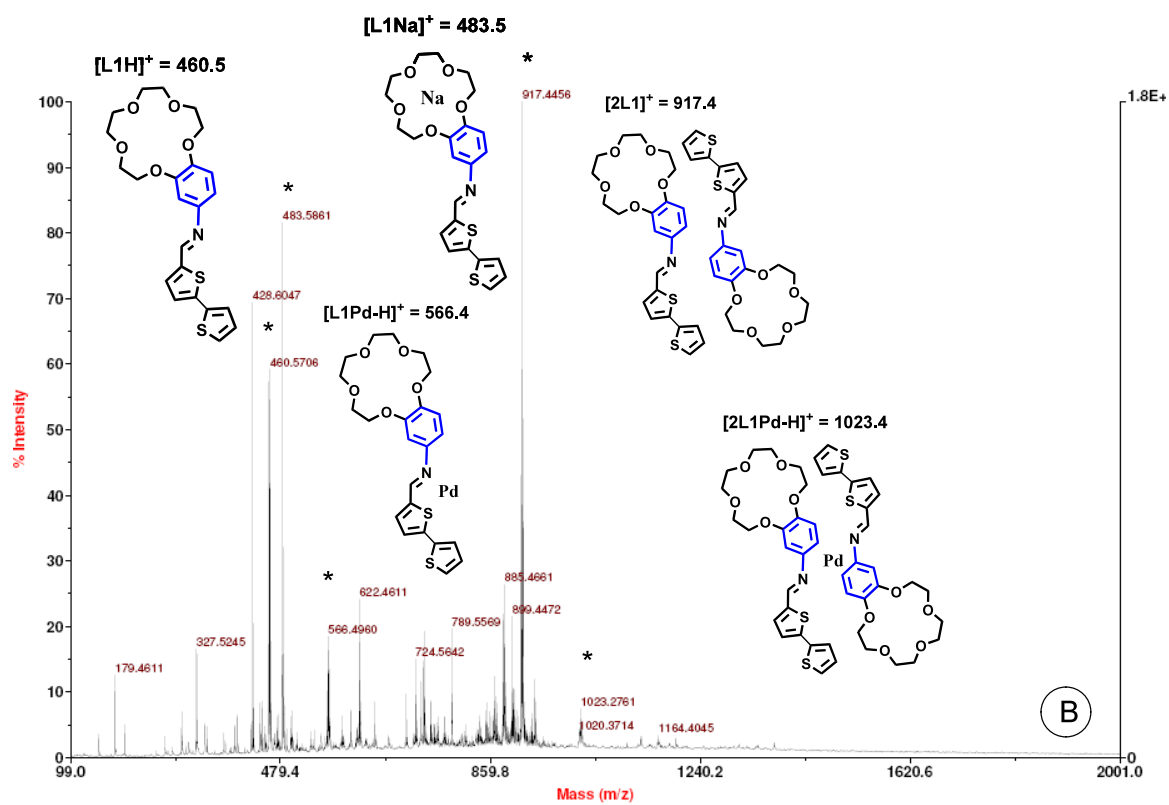 [L1Na]⁺ = 483.5
[L1H]⁺ = 460.5
Na
*
917.4456
[2L1]⁺ = 917.4
100
90
80
70
60
50
40
30
20
10
0
% Intensity
1.8E+
O O O O O O N S S
O O O O O O N S S
O O O O O O N S S
O O O O O O N S S
*
483.5861
428.6047
*
460.5706
[L1Pd-H]⁺ = 566.4
O O O O O O N S S
Pd
[2L1Pd-H]⁺ = 1023.4
O O O O O O N S S
Pd
O O O O O O N S S
179.4611
327.5245
*
566.4960
622.4611
724.5642
789.5569
885.4661
899.4472
*
1023.2761
1020.3714
1164.4045
B
99.0
479.4
859.8
1240.2
1620.6
2001.0
Mass (m/z)